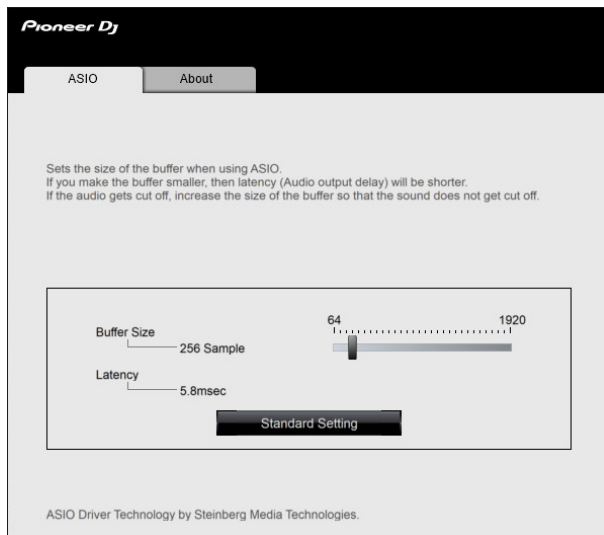 Pioneer Dj
ASIO
About
Sets the size of the buffer when using ASIO.
If you make the buffer smaller, then latency (Audio output delay) will be shorter.
If the audio gets cut off, increase the size of the buffer so that the sound does not get cut off.
64
1920
Buffer Size
256 Sample
Latency
5.8msec
Standard Setting
ASIO Driver Technology by Steinberg Media Technologies.